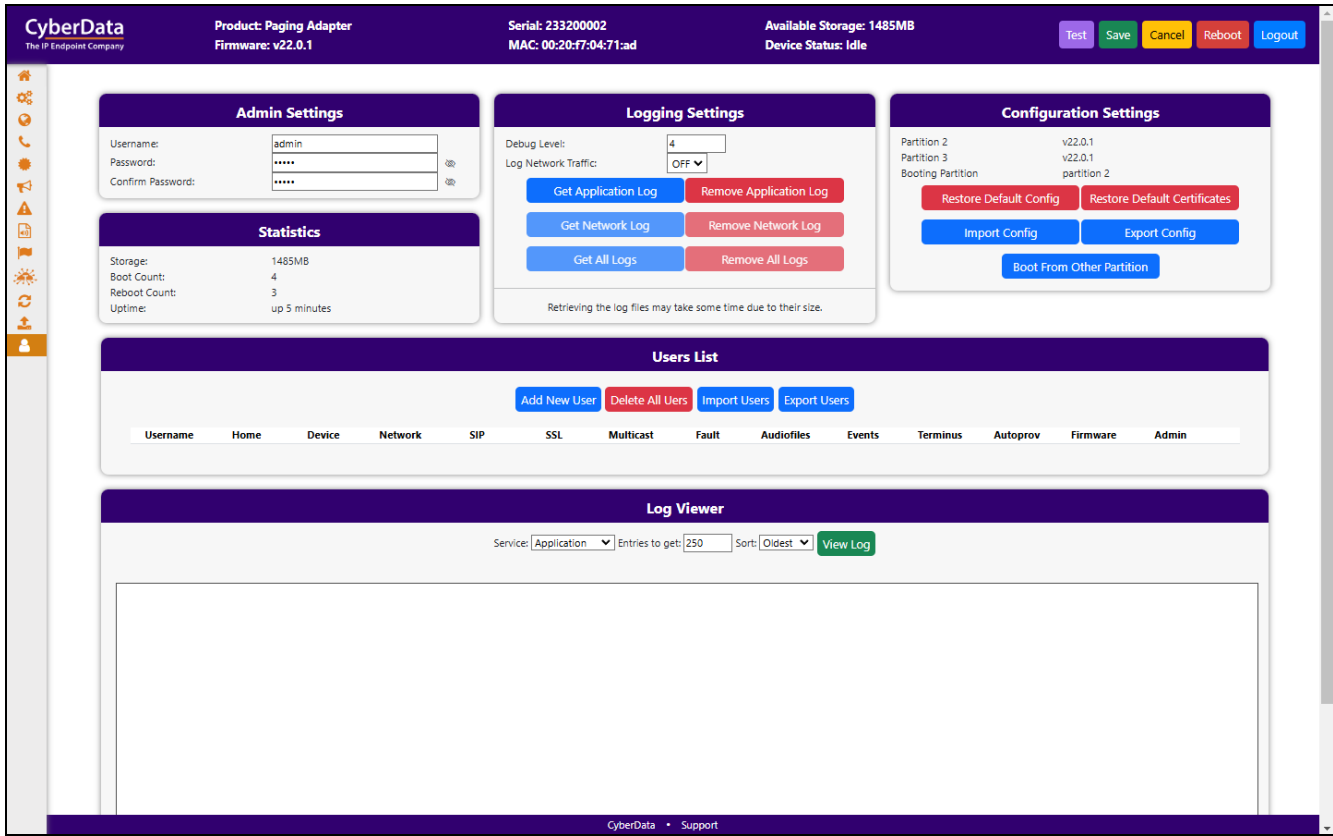 CyberData
The IP Endpoint Company
Product: Paging Adapter
Firmware: v22.0.1
Serial: 233200002
MAC: 00:20:f7:04:71:ad
Available Storage: 1485MB
Device Status: Idle
Test Save Cancel Reboot Logout
Admin Settings
Username: admin
Password: •••••
Confirm Password: •••••
Statistics
Storage: 1485MB
Boot Count: 4
Reboot Count: 3
Uptime: up 5 minutes
Logging Settings
Debug Level: 4
Log Network Traffic: OFF
Get Application Log Remove Application Log
Get Network Log Remove Network Log
Get All Logs Remove All Logs
Retrieving the log files may take some time due to their size.
Configuration Settings
Partition 2 v22.0.1
Partition 3 v22.0.1
Booting Partition partition 2
Restore Default Config Restore Default Certificates
Import Config Export Config
Boot From Other Partition
Users List
Add New User Delete All Uers Import Users Export Users
Username Home Device Network SIP SSL Multicast Fault Audiofiles Events Terminus Autoprov Firmware Admin
Log Viewer
Service: Application Entries to get: 250 Sort: Oldest View Log
CyberData • Support